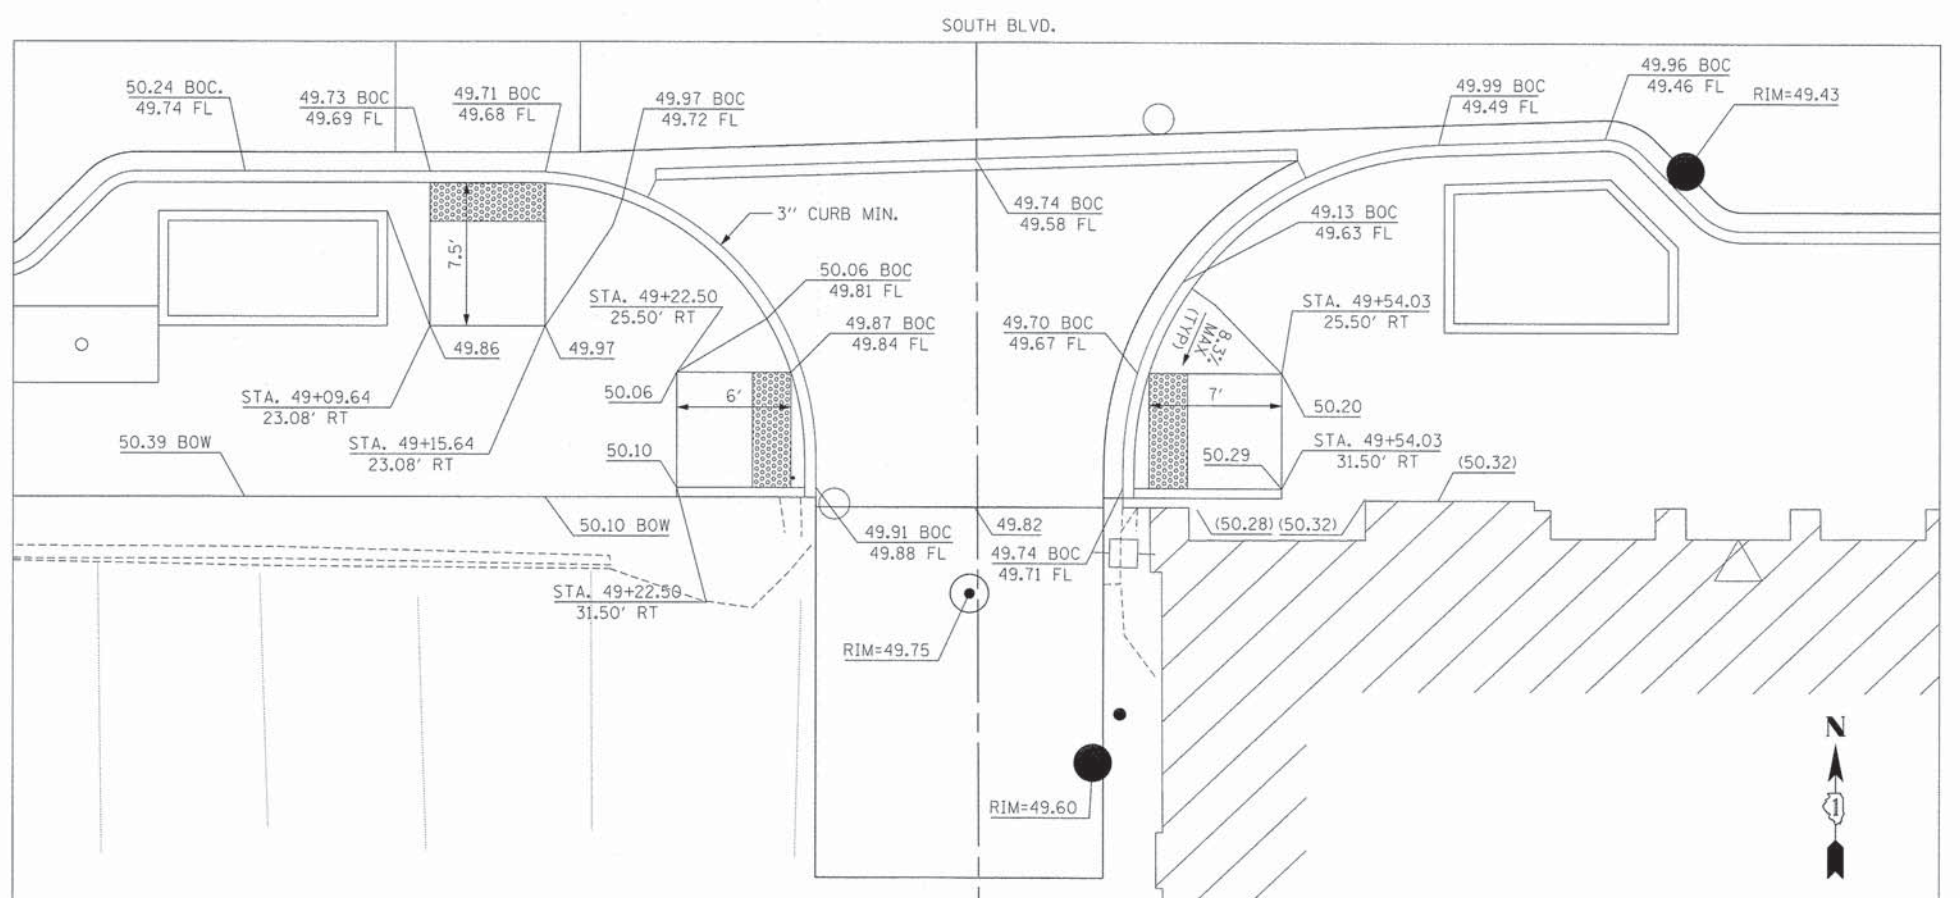 SOUTH BLVD.
50.24 BOC.
49.74 FL
49.73 BOC
49.69 FL
49.71 BOC
49.68 FL
49.97 BOC
49.72 FL
49.99 BOC
49.49 FL
49.96 BOC
49.46 FL
RIM=49.43
3" CURB MIN.
49.74 BOC
49.58 FL
49.13 BOC
49.63 FL
7.5'
50.06 BOC
49.81 FL
STA. 49+22.50
25.50' RT
49.87 BOC
49.84 FL
49.70 BOC
49.67 FL
8.3%
MAX
(TYP)
STA. 49+54.03
25.50' RT
49.86
49.97
STA. 49+09.64
23.08' RT
50.06
6'
7'
50.20
50.39 BOW
STA. 49+15.64
23.08' RT
50.10
50.29
STA. 49+54.03
31.50' RT
(50.32)
50.10 BOW
49.91 BOC
49.88 FL
49.82
49.74 BOC
49.71 FL
(50.28) (50.32)
STA. 49+22.50
31.50' RT
RIM=49.75
RIM=49.60
N
1